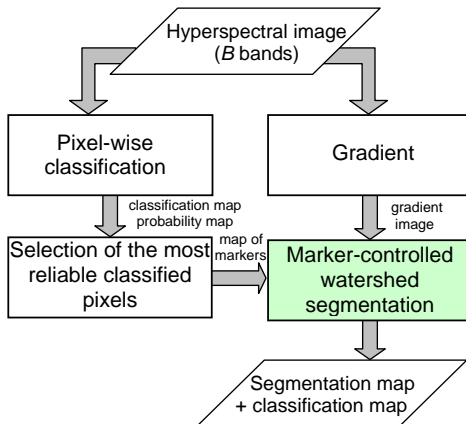 Hyperspectral image
(B bands)
Pixel-wise
classification
Gradient
classification map
probability map
gradient
image
Selection of the most
reliable classified
pixels
map of
markers
Marker-controlled
watershed
segmentation
Segmentation map
+ classification map